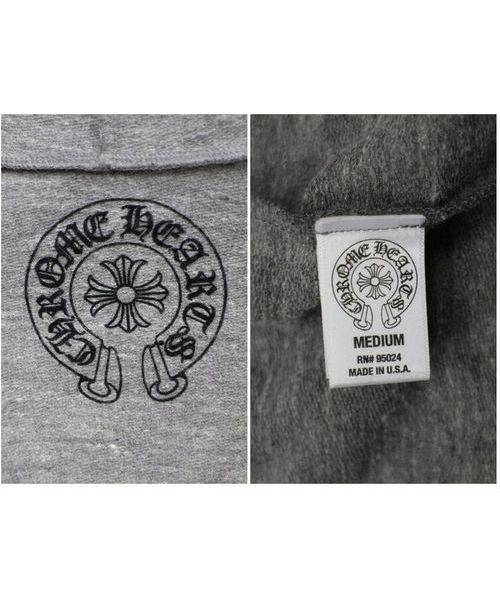 CHROME HEARTS
CHROME HEARTS
MEDIUM
RN# 95024
MADE IN U.S.A.